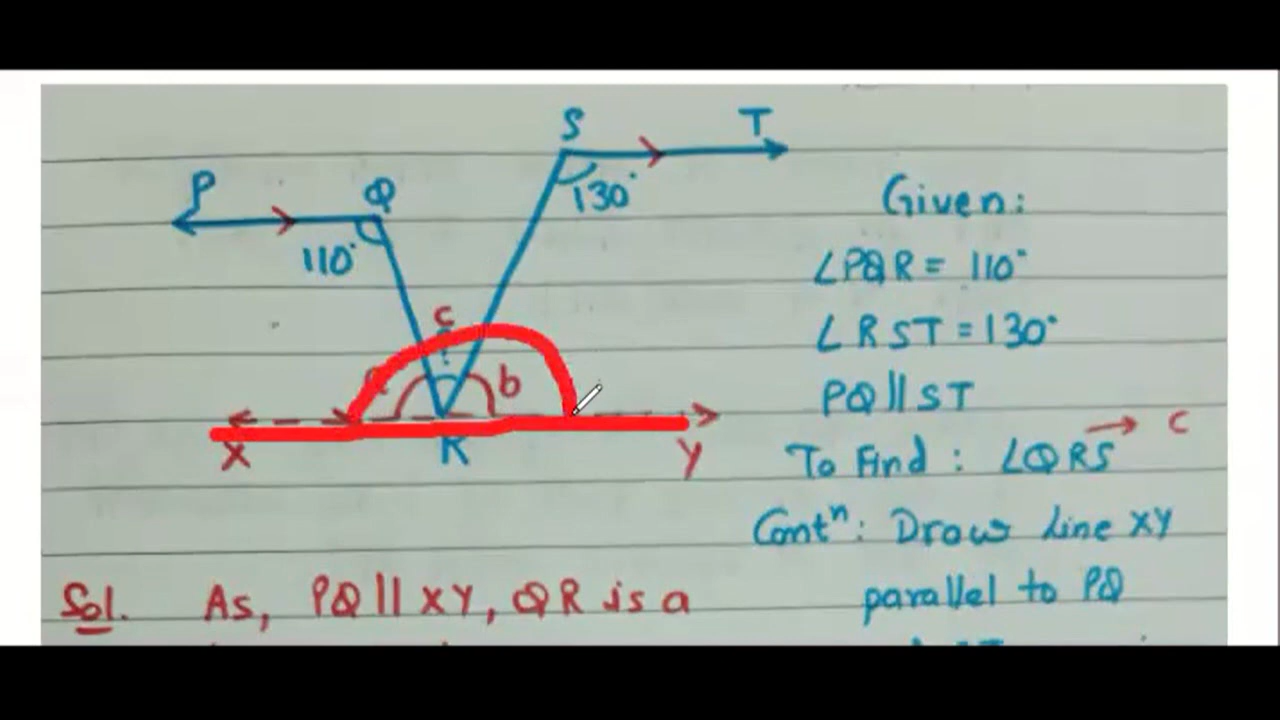 S
T
P
Q
130°
110°
c
a
b
X
R
Y
Given:
∠PQR = 110°
∠RST = 130°
PQ || ST
To Find : ∠QRS → c
Contⁿ: Draw Line XY
parallel to PQ
Sol. As, PQ || XY, QR is a